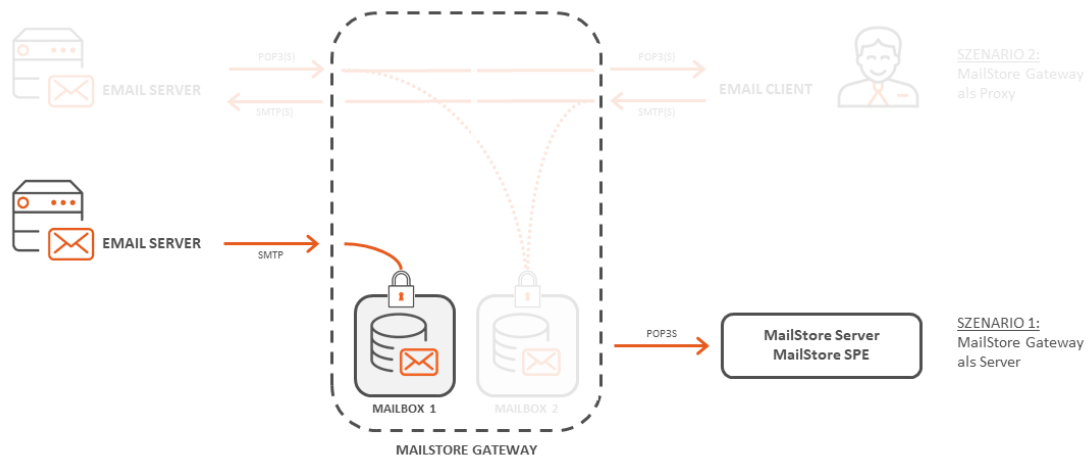 POP3(S)
POP3(S)
SZENARIO 2:
MailStore Gateway
als Proxy
EMAIL SERVER
EMAIL CLIENT
SMTP(S)
SMTP(S)
EMAIL SERVER
SMTP
POP3S
MailStore Server
MailStore SPE
SZENARIO 1:
MailStore Gateway
als Server
MAILBOX 1
MAILBOX 2
MAILSTORE GATEWAY